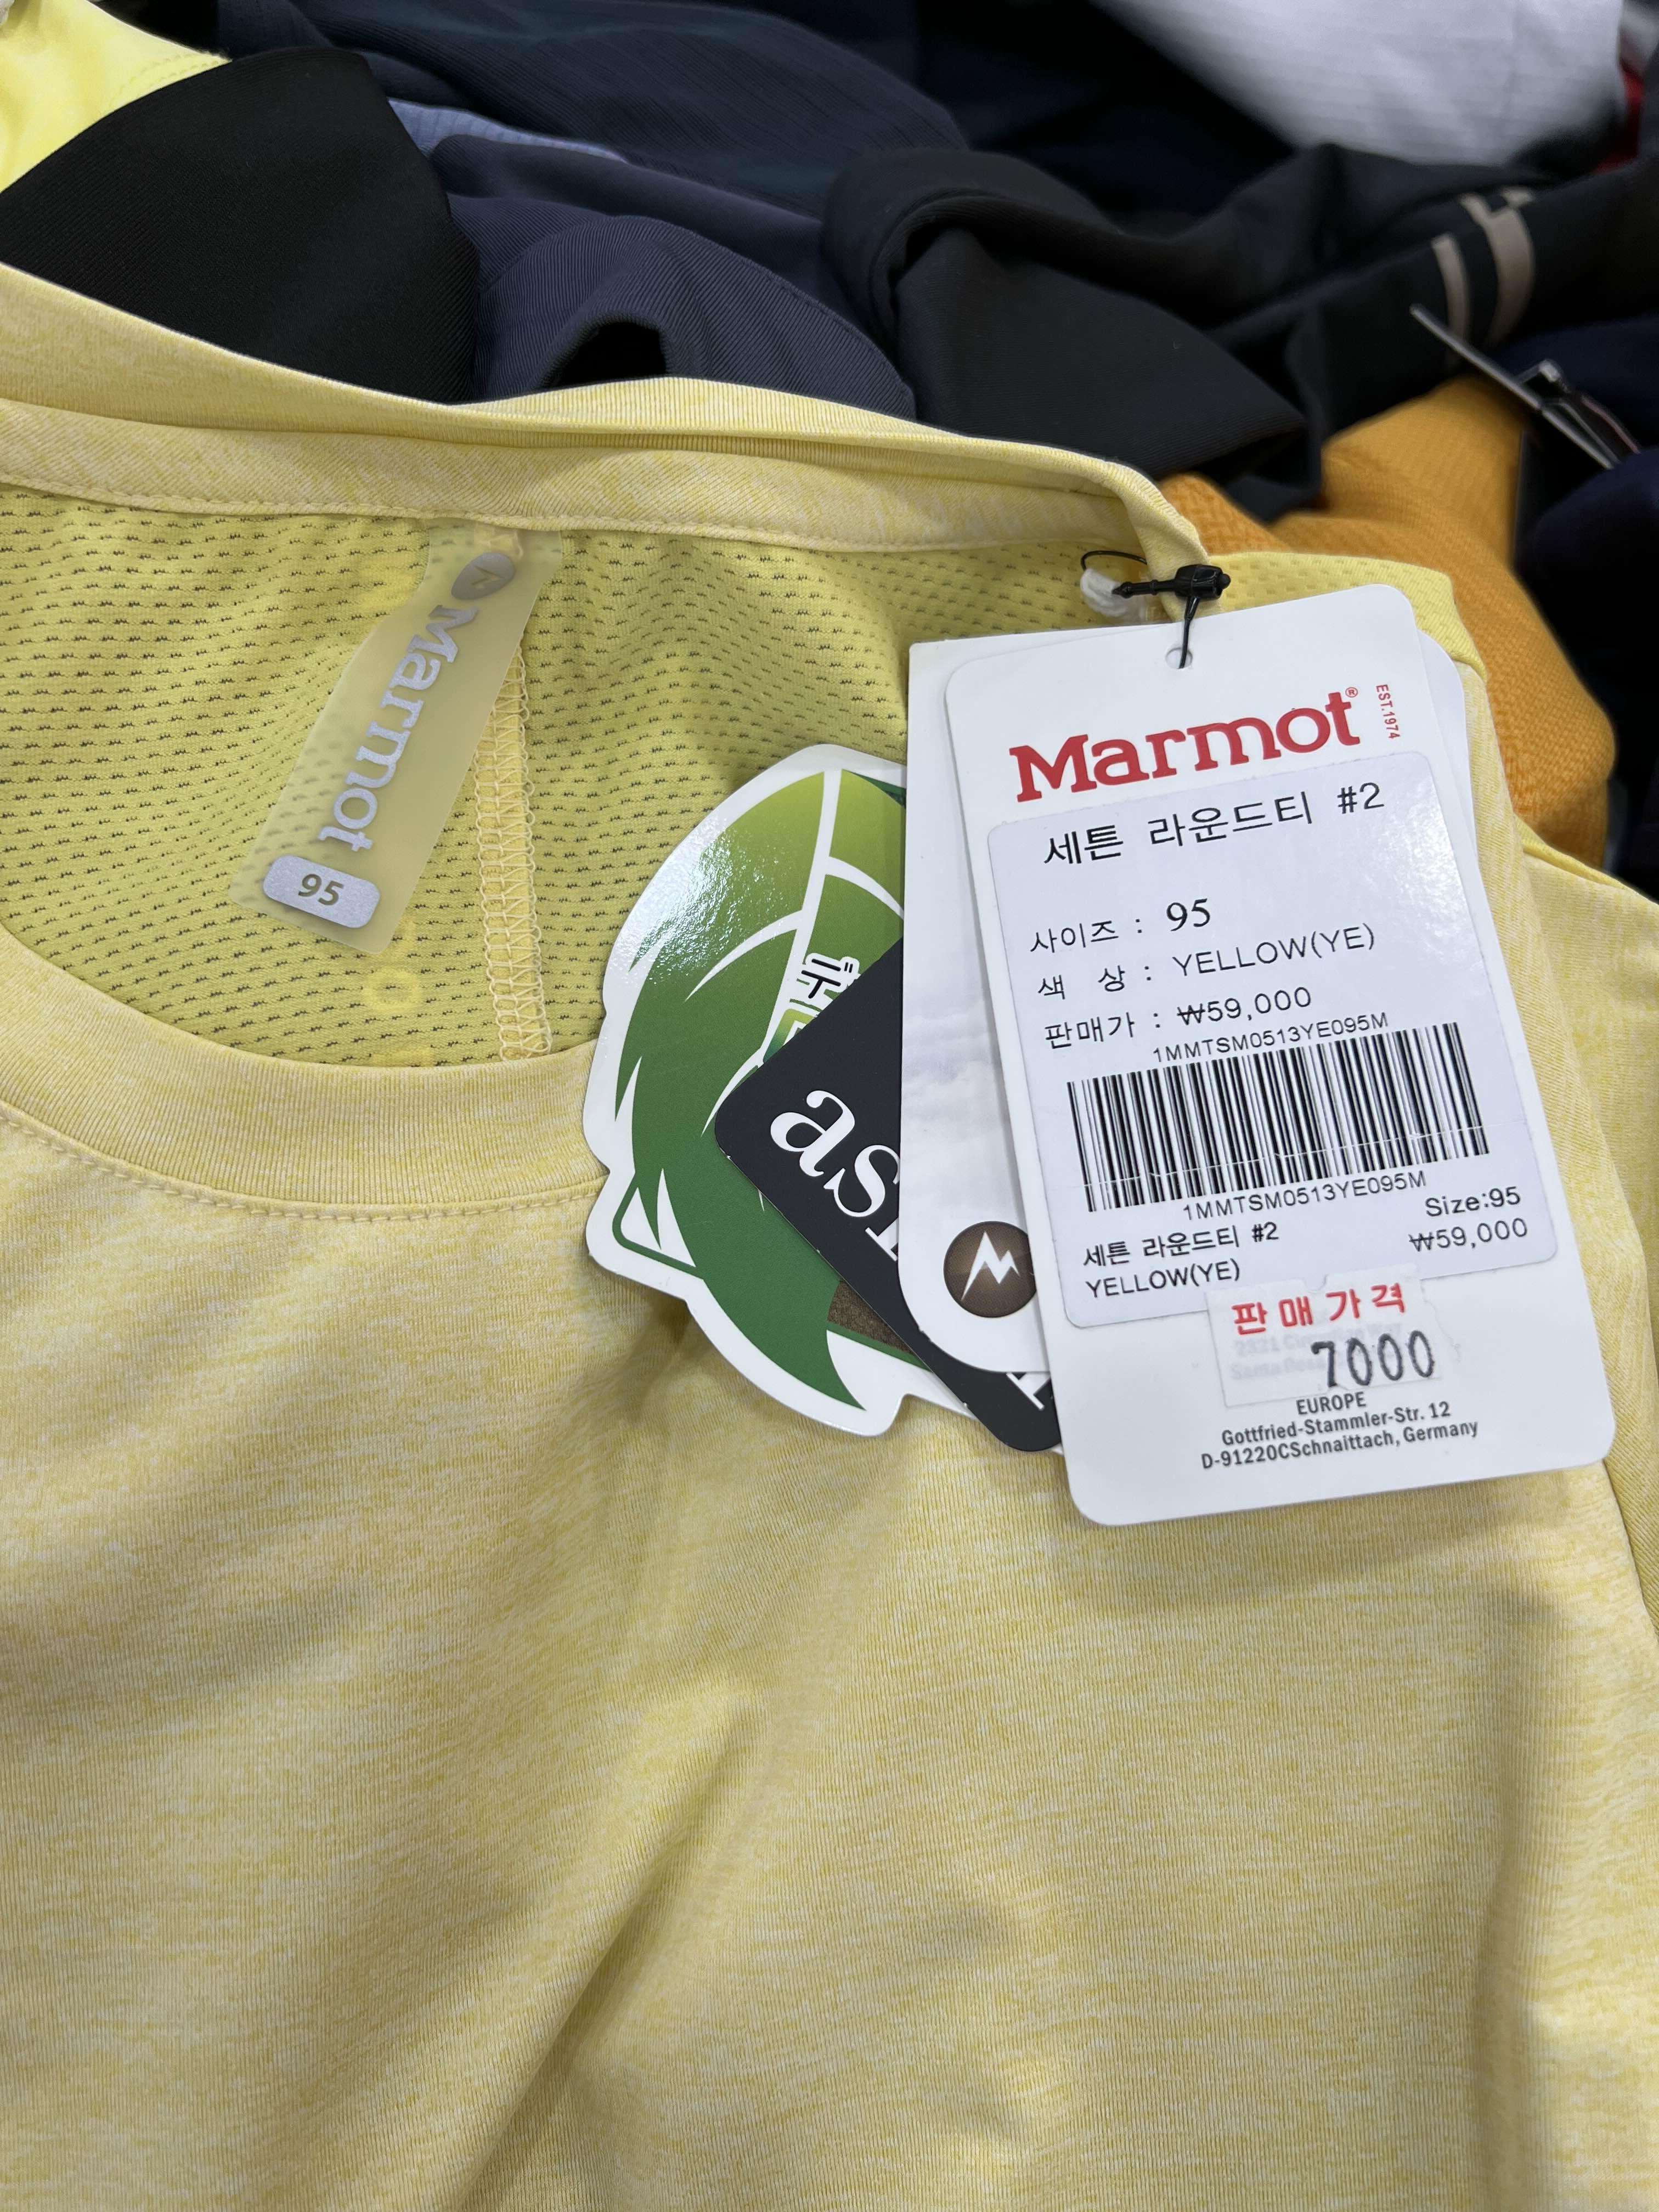 Marmot
95
Marmot®
EST.1974
세튼 라운드티 #2
사이즈 : 95
색 상 : YELLOW(YE)
판매가 : ₩59,000
1MMTSM0513YE095M
1MMTSM0513YE095M
세튼 라운드티 #2 Size:95
YELLOW(YE) ₩59,000
판매가격
7000
EUROPE
Gottfried-Stammler-Str. 12
D-91220CSchnaittach, Germany
デ